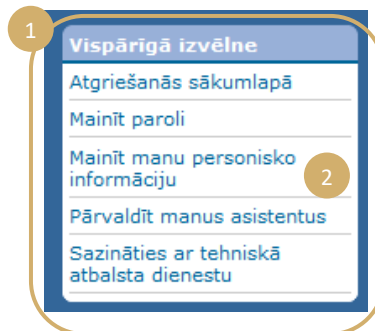 1
Vispārīgā izvēlne
Atgriešanās sākumlapā
Mainīt paroli
Mainīt manu personisko
informāciju
2
Pārvaldīt manus asistentus
Sazināties ar tehniskā
atbalsta dienestu